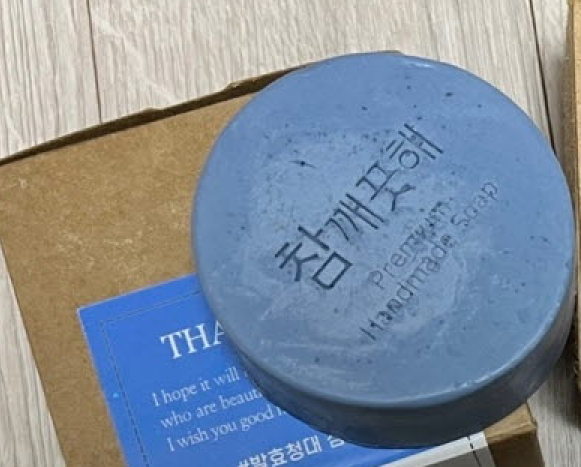 참깨끗해
Premium
Handmade Soap
THA
I hope it will
who are beaut
I wish you good
#발효청대